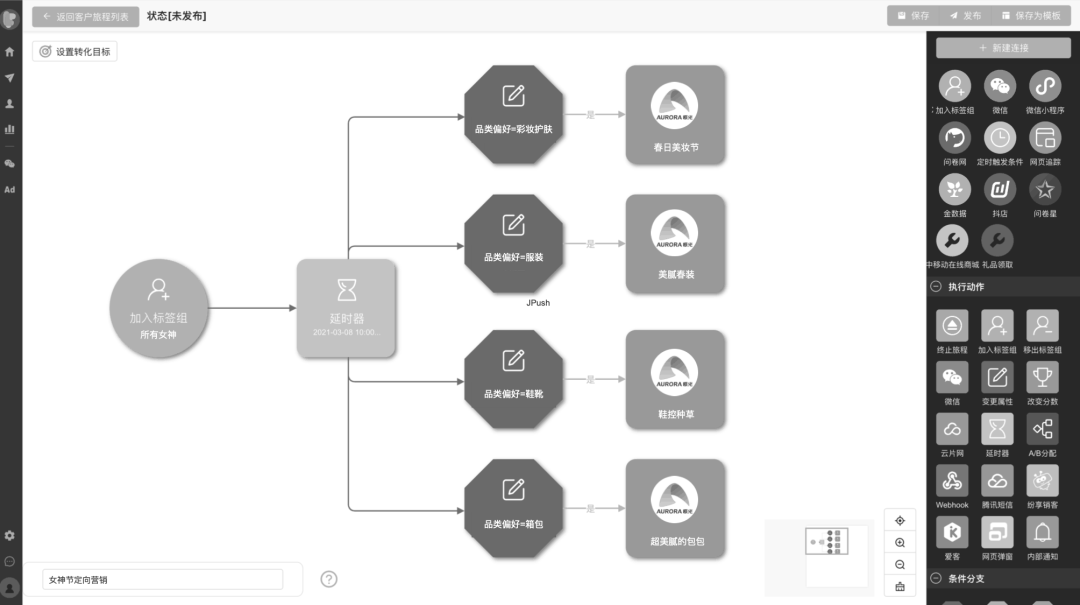 ← 返回客户旅程列表
状态[未发布]
保存
发布
保存为模板
设置转化目标
Ad
加入标签组
所有女神
延时器
2021-03-08 10:00...
品类偏好=彩妆护肤
是
AURORA 极光
春日美妆节
品类偏好=服装
是
AURORA 极光
美腻春装
JPush
品类偏好=鞋靴
是
AURORA 极光
鞋控种草
品类偏好=箱包
是
AURORA 极光
超美腻的包包
女神节定向营销
?
+ 新建连接
加入标签组
微信
微信小程序
问卷网
定时触发条件
网页追踪
金数据
抖店
问卷星
中移动在线商城
礼品领取
执行动作
终止旅程
加入标签组
移出标签组
微信
变更属性
改变分数
云片网
延时器
A/B分配
Webhook
腾讯短信
纷享销客
爱客
网页弹窗
内部通知
条件分支